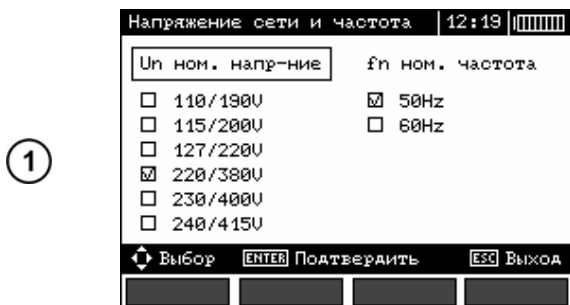 Напряжение сети и частота 12:19
Un ном. напр-ние fn ном. частота
110/190V 50Hz
115/200V 60Hz
127/220V
220/380V
230/400V
240/415V
1
Выбор ENTER Подтвердить ESC Выход